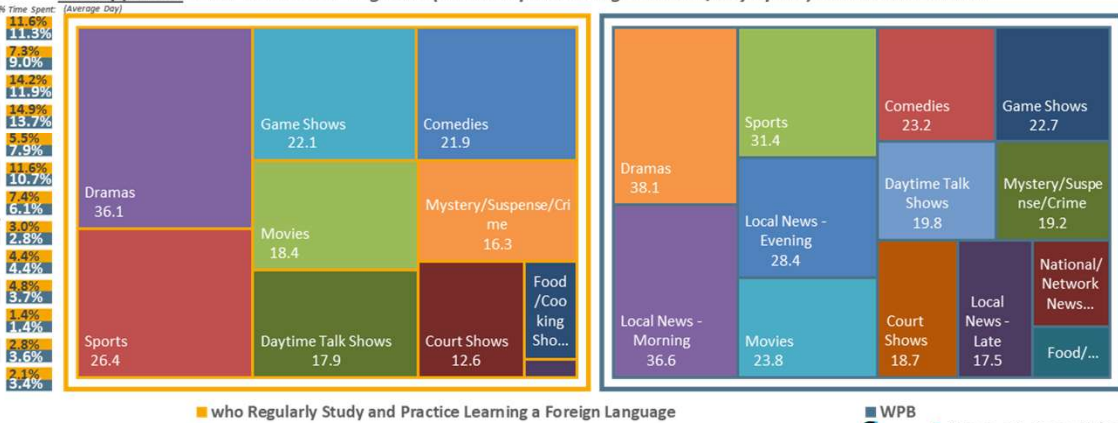 % Time Spent: (Average Day)
11.6%
11.3%
7.3%
9.0%
14.2%
11.9%
14.9%
13.7%
5.5%
7.9%
11.6%
10.7%
7.4%
6.1%
3.0%
2.8%
4.4%
4.4%
4.8%
3.7%
1.4%
1.4%
2.8%
3.6%
2.1%
3.4%
Dramas
36.1
Sports
26.4
Game Shows
22.1
Movies
18.4
Daytime Talk Shows
17.9
Comedies
21.9
Mystery/Suspense/Cri
me
16.3
Court Shows
12.6
Food
/Coo
king
Sho...
Dramas
38.1
Local News -
Morning
36.6
Sports
31.4
Local News -
Evening
28.4
Movies
23.8
Comedies
23.2
Game Shows
22.7
Daytime Talk
Shows
19.8
Mystery/Suspe
nse/Crime
19.2
Court
Shows
18.7
Local
News -
Late
17.5
National/
Network
News...
Food/...
who Regularly Study and Practice Learning a Foreign Language
WPB